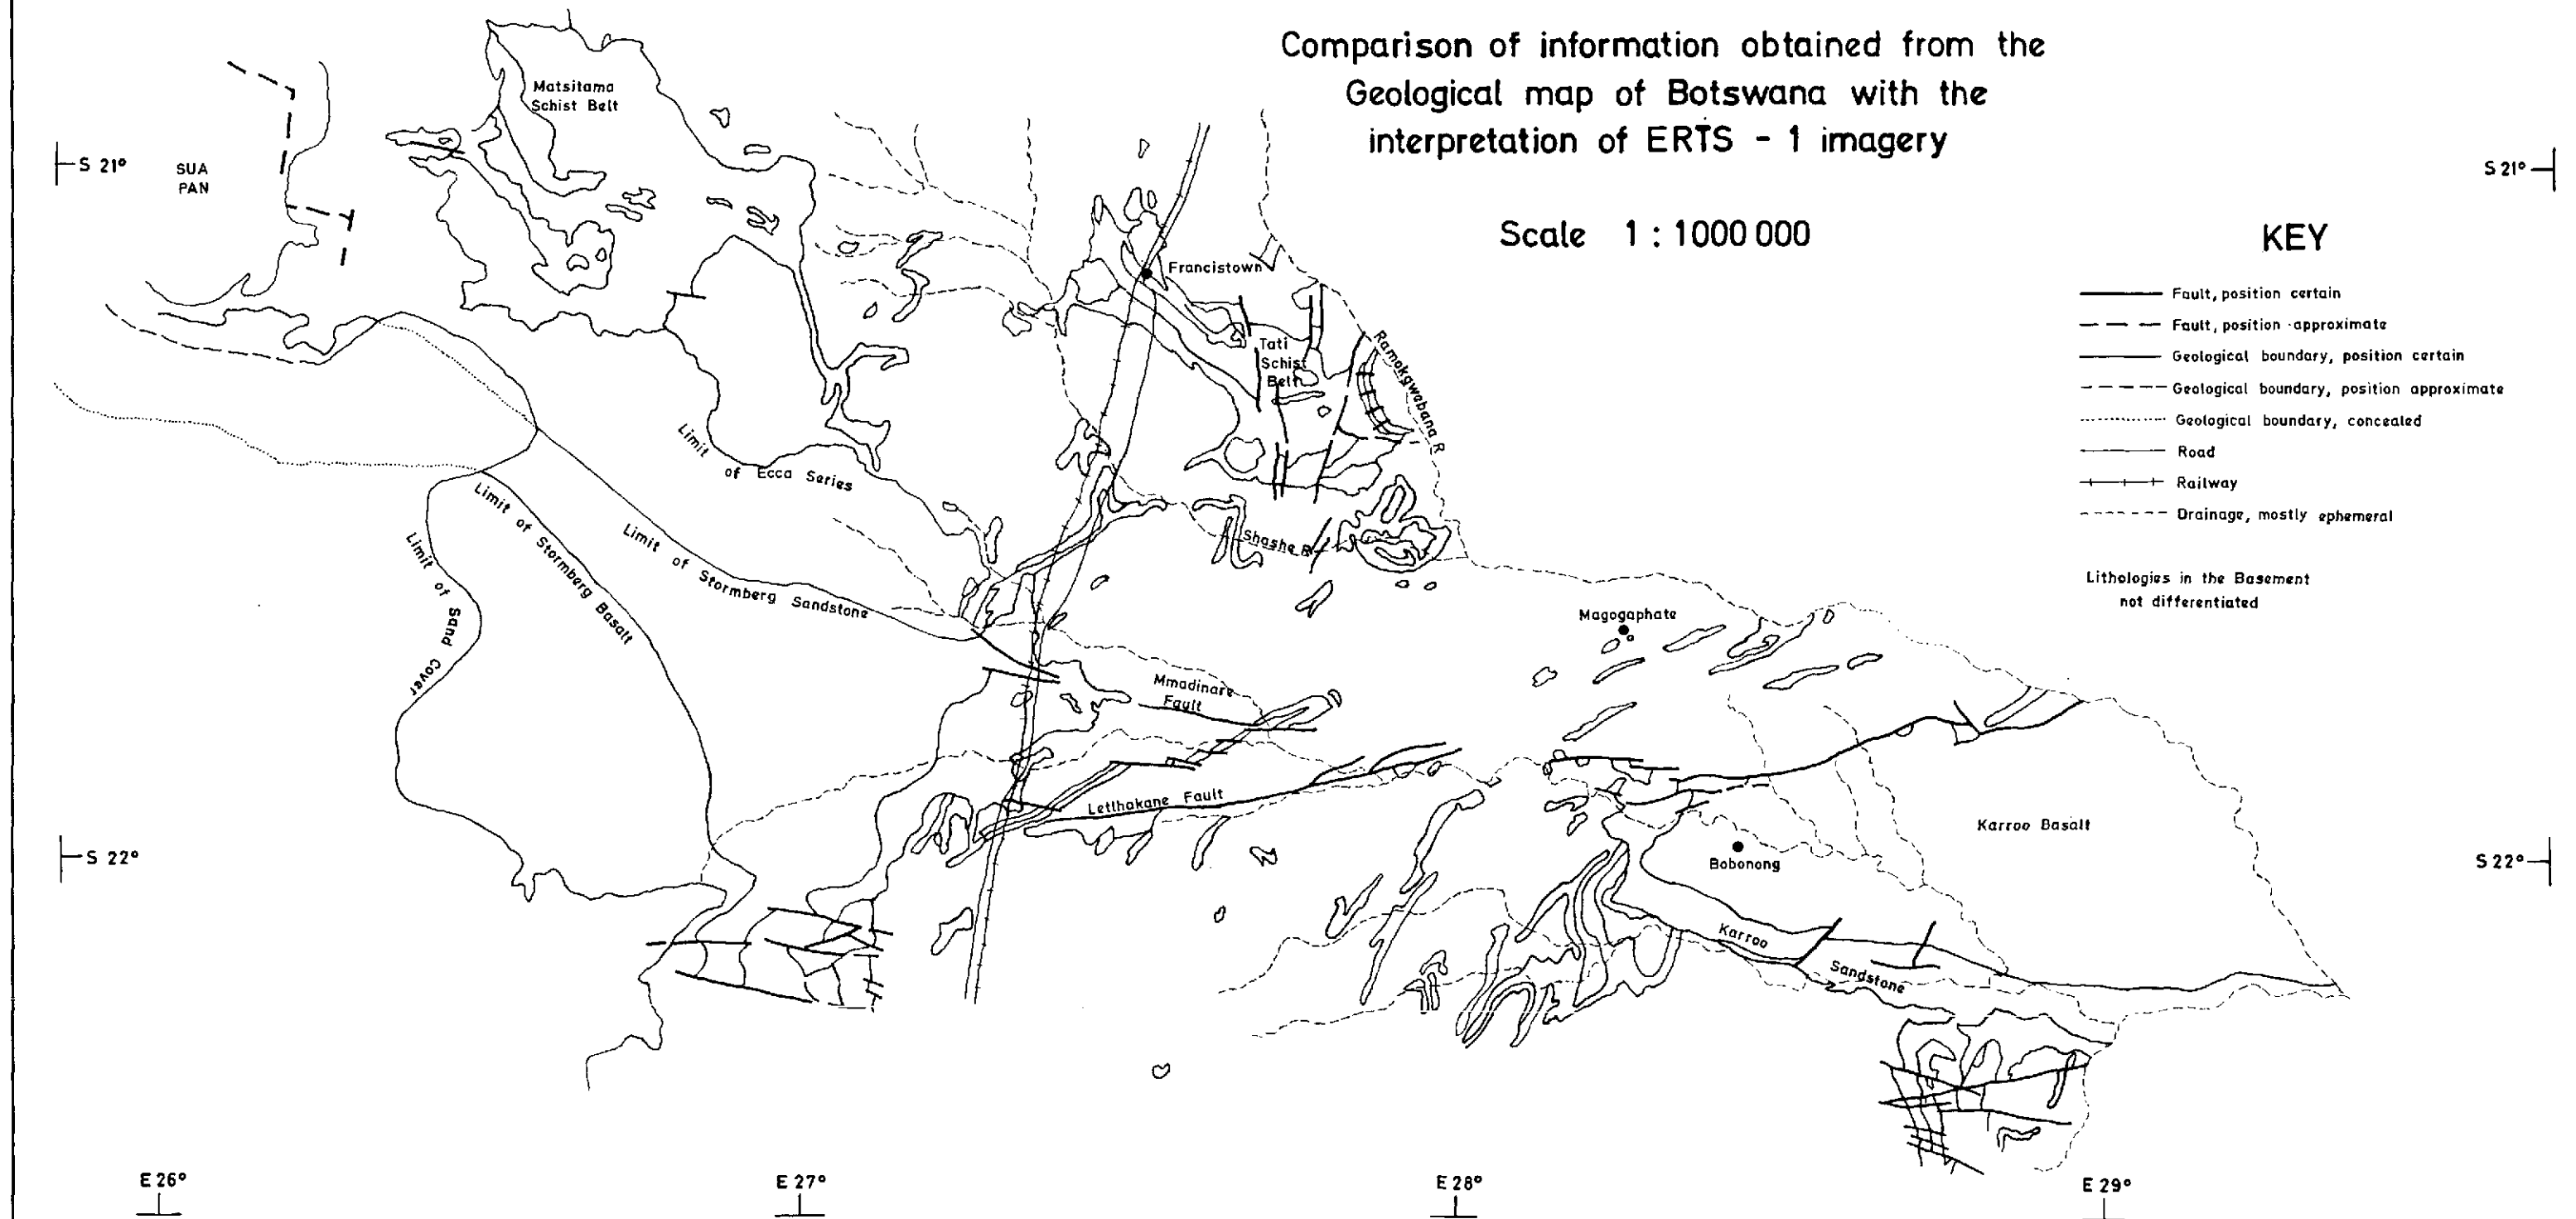 Comparison of information obtained from the
Geological map of Botswana with the
interpretation of ERTS - 1 imagery
Scale 1 : 1000 000
KEY
Fault, position certain
Fault, position approximate
Geological boundary, position certain
Geological boundary, position approximate
Geological boundary, concealed
Road
Railway
Drainage, mostly ephemeral
Lithologies in the Basement
not differentiated
S 21°
S 21°
SUA
PAN
Matsitama
Schist Belt
Francistown
Tati
Schist
Belt
Ramokgwebana R
Limit of Ecca Series
Limit of Stormberg Basalt
Limit of Stormberg Sandstone
Limit of Sand Cover
Shashe R
Magogaphate
Mmadinare
Fault
Letlhakane Fault
Karroo Basalt
Bobonong
S 22°
S 22°
Karroo
Sandstone
E 26°
E 27°
E 28°
E 29°